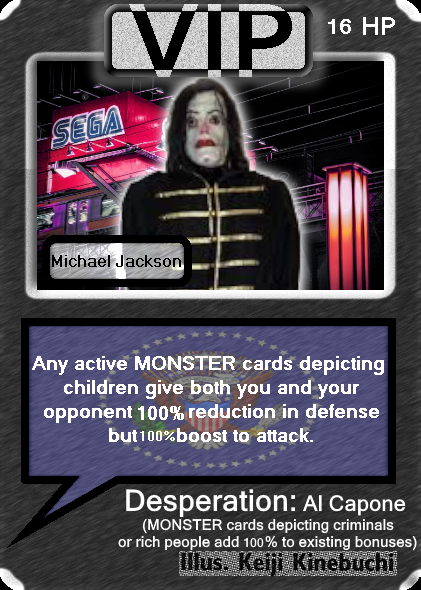 VIP
16 HP
SEGA
Michael Jackson
Any active MONSTER cards depicting
children give both you and your
opponent 100% reduction in defense
but 100% boost to attack.
Desperation: Al Capone
(MONSTER cards depicting criminals
or rich people add 100% to existing bonuses)
Illus. Keiji Kinebuchi